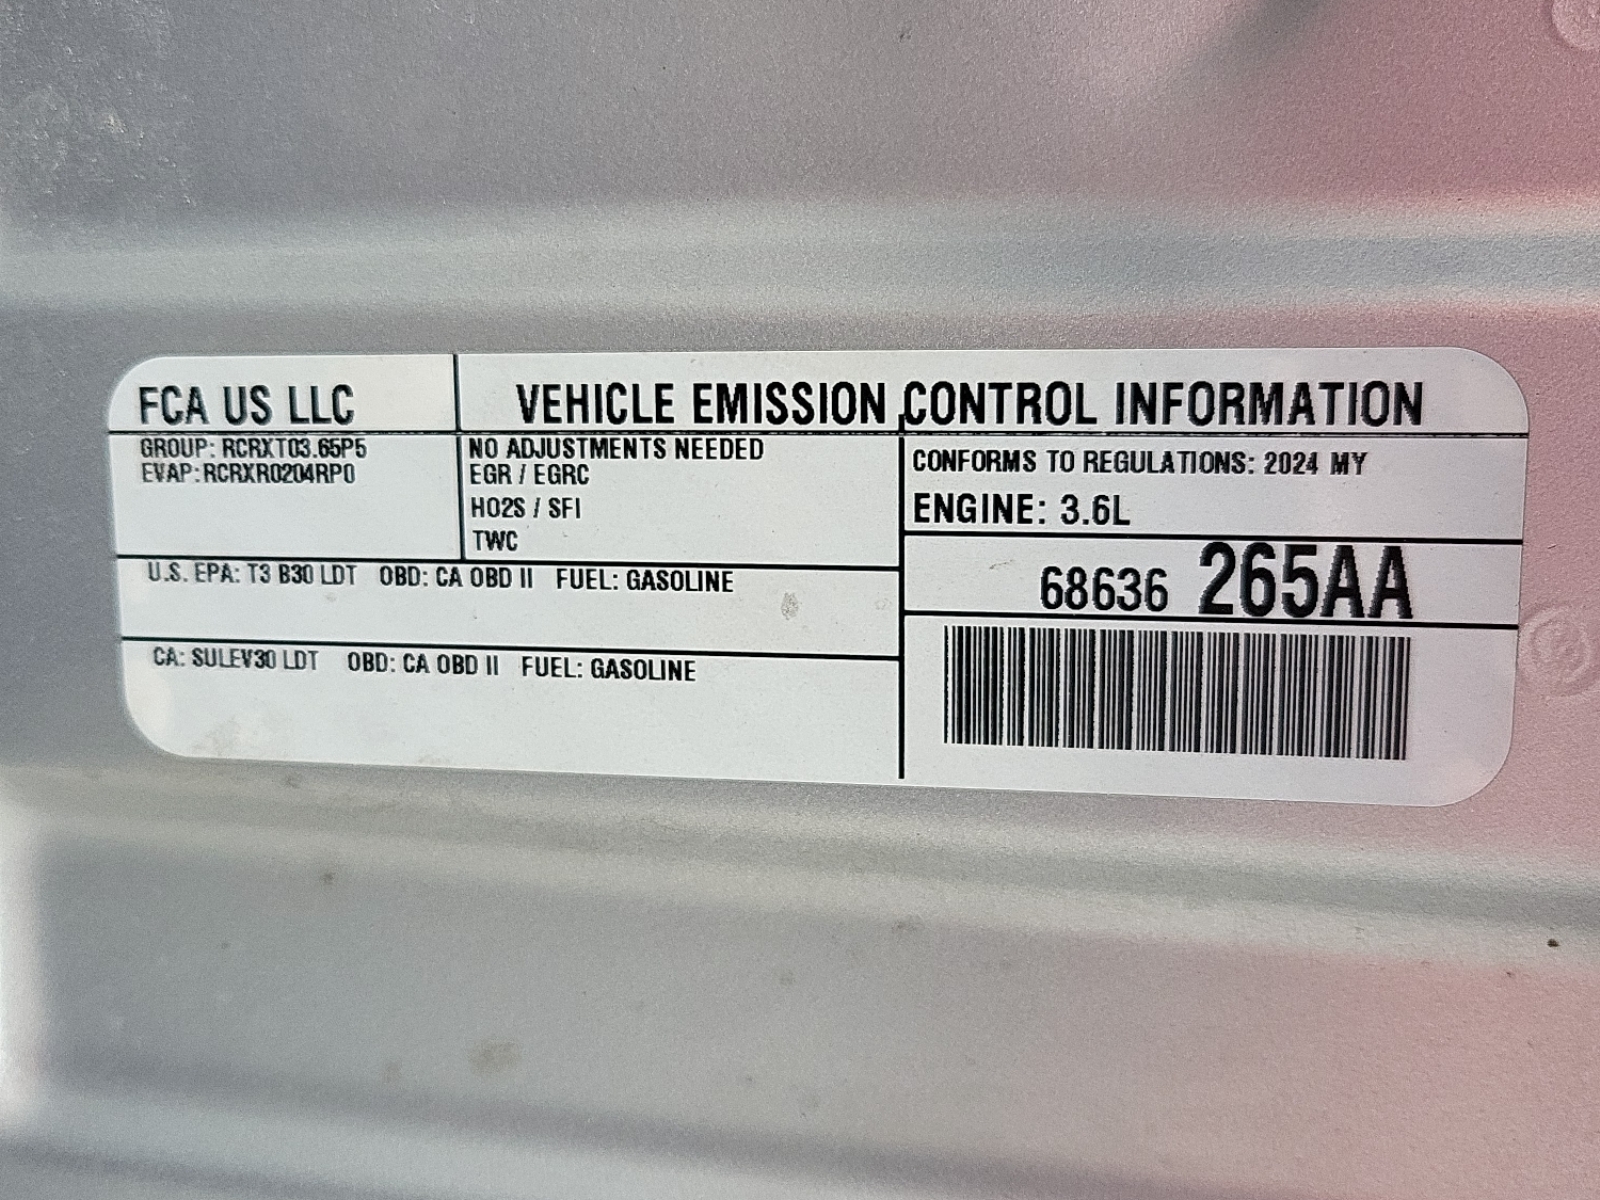 FCA US LLC
VEHICLE EMISSION CONTROL INFORMATION
GROUP: RCRXT03.65P5
EVAP: RCRXR0204RP0
NO ADJUSTMENTS NEEDED
EGR / EGRC
HO2S / SFI
TWC
CONFORMS TO REGULATIONS: 2024 MY
ENGINE: 3.6L
68636 265AA
U.S. EPA: T3 B30 LDT OBD: CA OBD II FUEL: GASOLINE
CA: SULEV30 LDT OBD: CA OBD II FUEL: GASOLINE